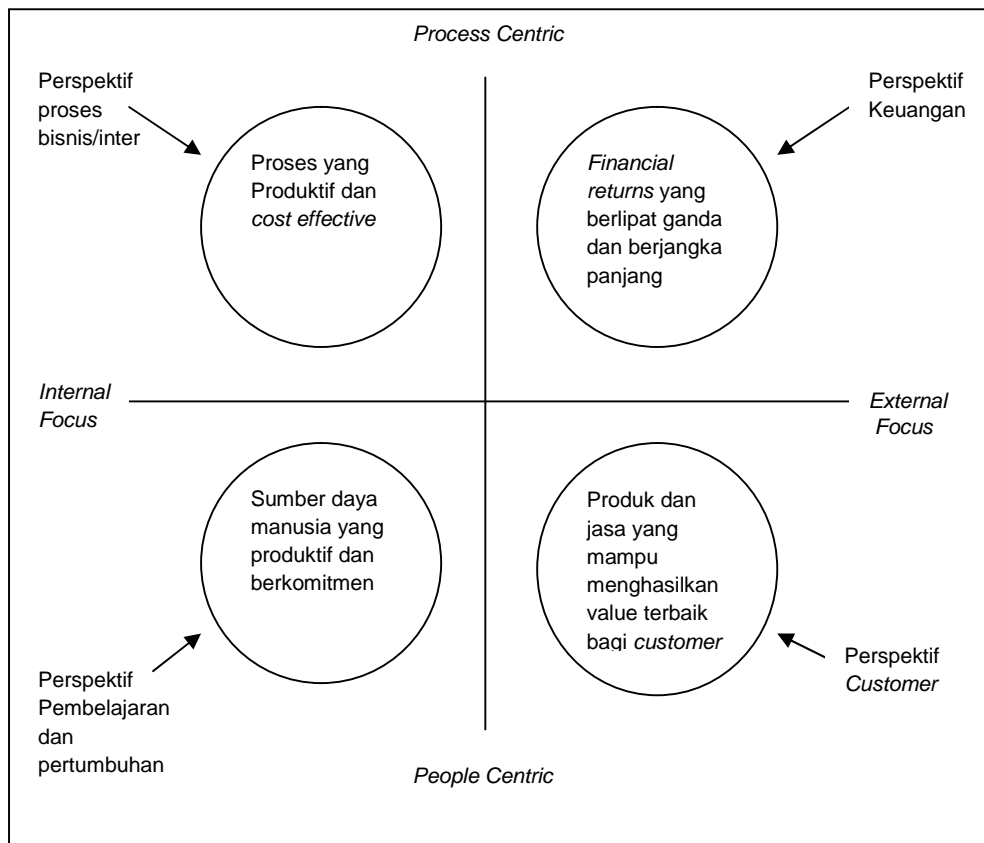 Process Centric
Perspektif
proses
bisnis/inter
Proses yang
Produktif dan
cost effective
Financial
returns yang
berlipat ganda
dan berjangka
panjang
Perspektif
Keuangan
Internal
Focus
External
Focus
Sumber daya
manusia yang
produktif dan
berkomitmen
Produk dan
jasa yang
mampu
menghasilkan
value terbaik
bagi customer
Perspektif
Pembelajaran
dan
pertumbuhan
Perspektif
Customer
People Centric